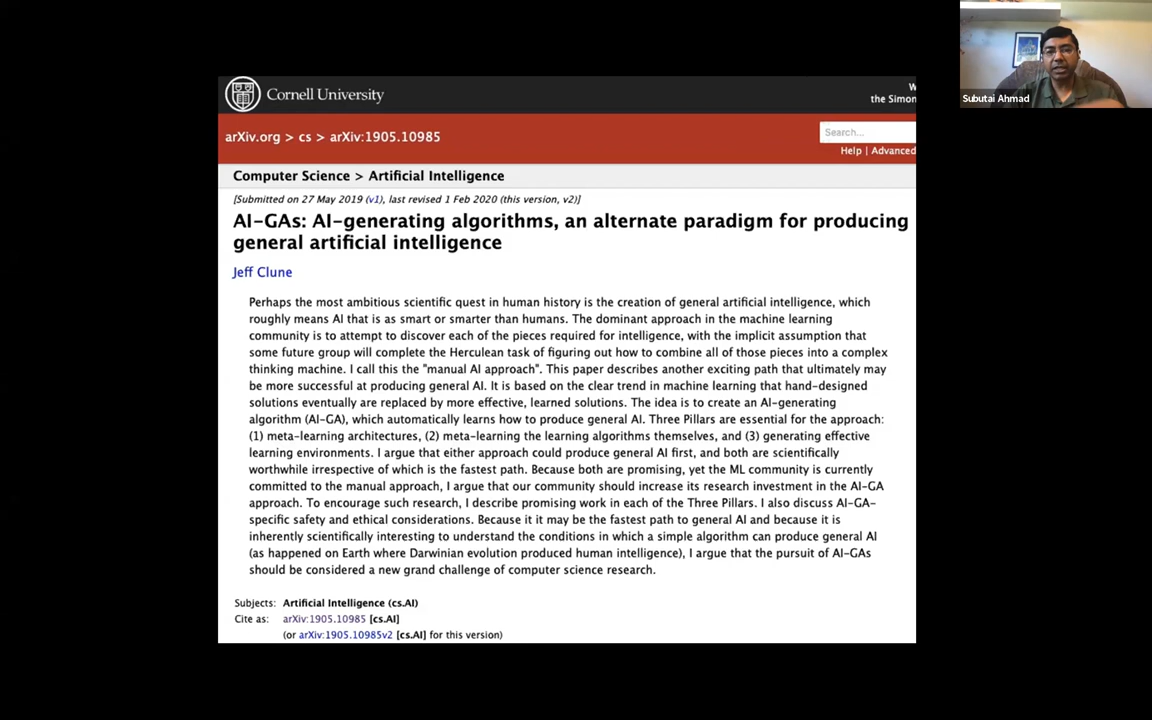 Cornell University
W
the Simon
arXiv.org > cs > arXiv:1905.10985
Search...
Help | Advanced
Computer Science > Artificial Intelligence
[Submitted on 27 May 2019 (v1), last revised 1 Feb 2020 (this version, v2)]
AI-GAs: AI-generating algorithms, an alternate paradigm for producing
general artificial intelligence
Jeff Clune
Perhaps the most ambitious scientific quest in human history is the creation of general artificial intelligence, which
roughly means AI that is as smart or smarter than humans. The dominant approach in the machine learning
community is to attempt to discover each of the pieces required for intelligence, with the implicit assumption that
some future group will complete the Herculean task of figuring out how to combine all of those pieces into a complex
thinking machine. I call this the "manual AI approach". This paper describes another exciting path that ultimately may
be more successful at producing general AI. It is based on the clear trend in machine learning that hand-designed
solutions eventually are replaced by more effective, learned solutions. The idea is to create an AI-generating
algorithm (AI-GA), which automatically learns how to produce general AI. Three Pillars are essential for the approach:
(1) meta-learning architectures, (2) meta-learning the learning algorithms themselves, and (3) generating effective
learning environments. I argue that either approach could produce general AI first, and both are scientifically
worthwhile irrespective of which is the fastest path. Because both are promising, yet the ML community is currently
committed to the manual approach, I argue that our community should increase its research investment in the AI-GA
approach. To encourage such research, I describe promising work in each of the Three Pillars. I also discuss AI-GA-
specific safety and ethical considerations. Because it it may be the fastest path to general AI and because it is
inherently scientifically interesting to understand the conditions in which a simple algorithm can produce general AI
(as happened on Earth where Darwinian evolution produced human intelligence), I argue that the pursuit of AI-GAs
should be considered a new grand challenge of computer science research.
Subjects: Artificial Intelligence (cs.AI)
Cite as: arXiv:1905.10985 [cs.AI]
(or arXiv:1905.10985v2 [cs.AI] for this version)
Subutai Ahmad